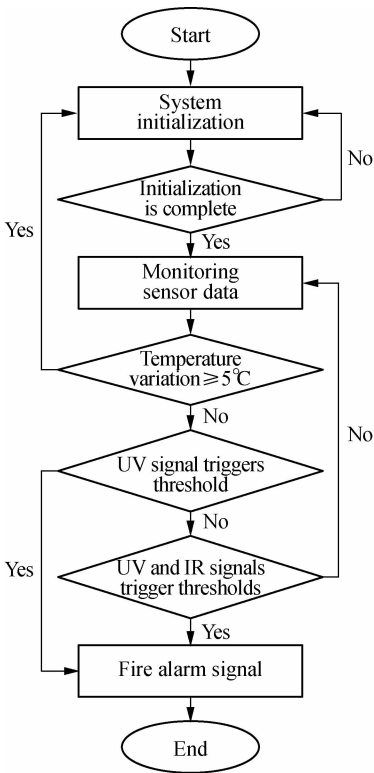 Start
System
initialization
No
Initialization
is complete
Yes
Yes
Monitoring
sensor data
Temperature
variation ≥ 5℃
No
No
UV signal triggers
threshold
No
Yes
UV and IR signals
trigger thresholds
Yes
Fire alarm signal
End